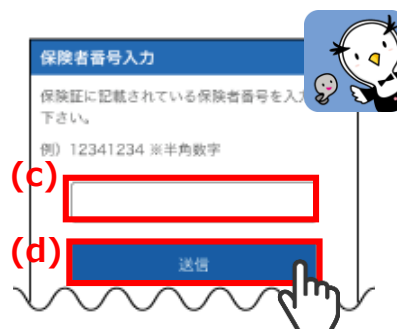 保険者番号入力
保険証に記載されている保険者番号を入
下さい。
例）12341234 ※半角数字
(c)
(d)
送信